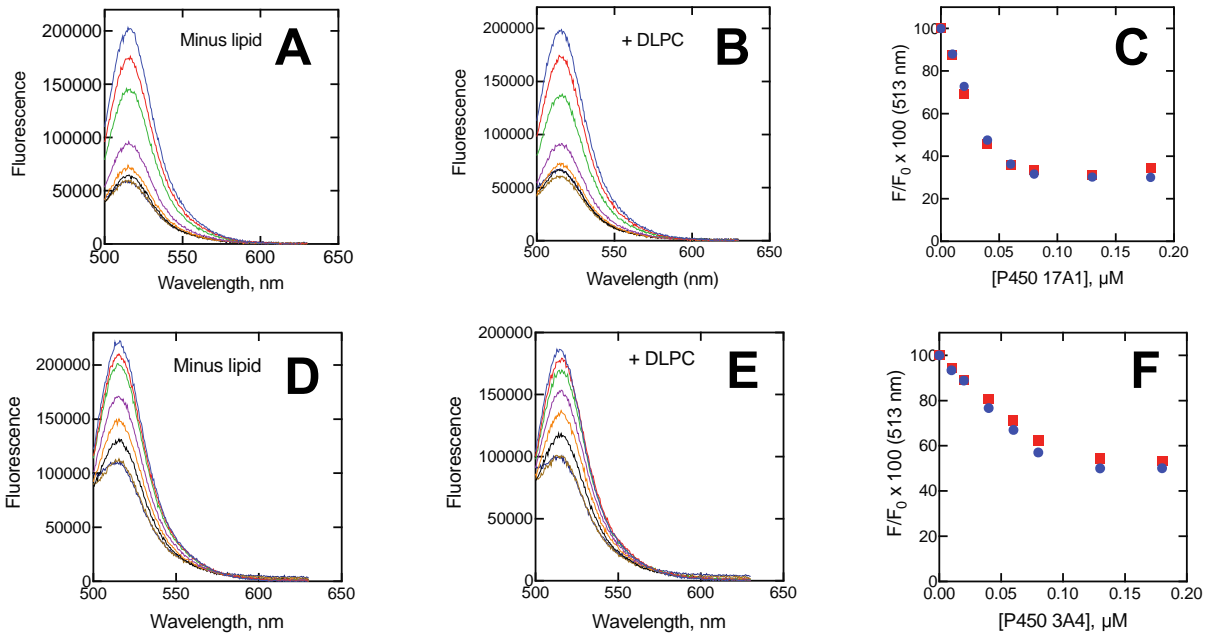 A
Minus lipid
Fluorescence
200000
150000
100000
50000
0
500
550
600
650
Wavelength, nm
B
+ DLPC
Fluorescence
200000
150000
100000
50000
0
500
550
600
650
Wavelength (nm)
C
F/F0 x 100 (513 nm)
100
80
60
40
20
0
0.00
0.05
0.10
0.15
0.20
[P450 17A1], µM
D
Minus lipid
Fluorescence
200000
150000
100000
50000
0
500
550
600
650
Wavelength, nm
E
+ DLPC
Fluorescence
200000
150000
100000
50000
0
500
550
600
650
Wavelength, nm
F
F/F0 x 100 (513 nm)
100
80
60
40
20
0
0.00
0.05
0.10
0.15
0.20
[P450 3A4], µM